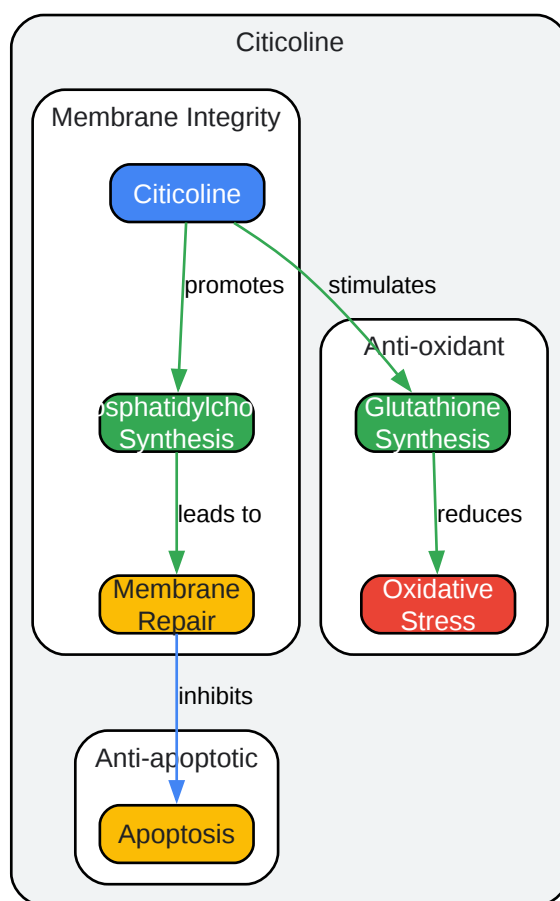 Citicoline
Membrane Integrity
Citicoline
promotes
stimulates
Anti-oxidant
osphatidylcho
Synthesis
Glutathione
Synthesis
leads to
reduces
Membrane
Repair
Oxidative
Stress
inhibits
Anti-apoptotic
Apoptosis